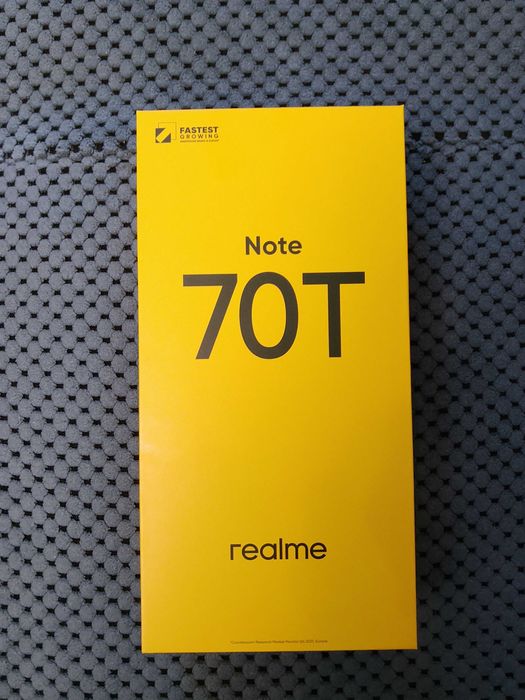 FASTEST
GROWING
Note
70T
realme